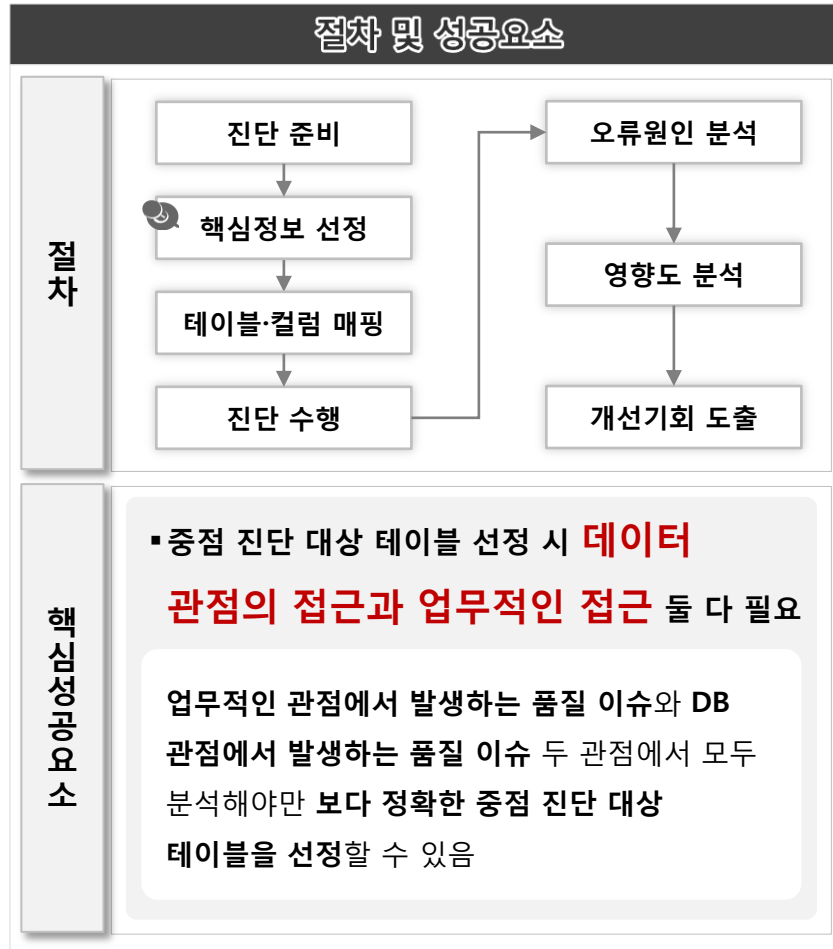 절차 및 성공요소
절차
진단 준비
핵심정보 선정
테이블·컬럼 매핑
진단 수행
오류원인 분석
영향도 분석
개선기회 도출
핵심성공요소
▪ 중점 진단 대상 테이블 선정 시 데이터
관점의 접근과 업무적인 접근 둘 다 필요
업무적인 관점에서 발생하는 품질 이슈와 DB
관점에서 발생하는 품질 이슈 두 관점에서 모두
분석해야만 보다 정확한 중점 진단 대상
테이블을 선정할 수 있음